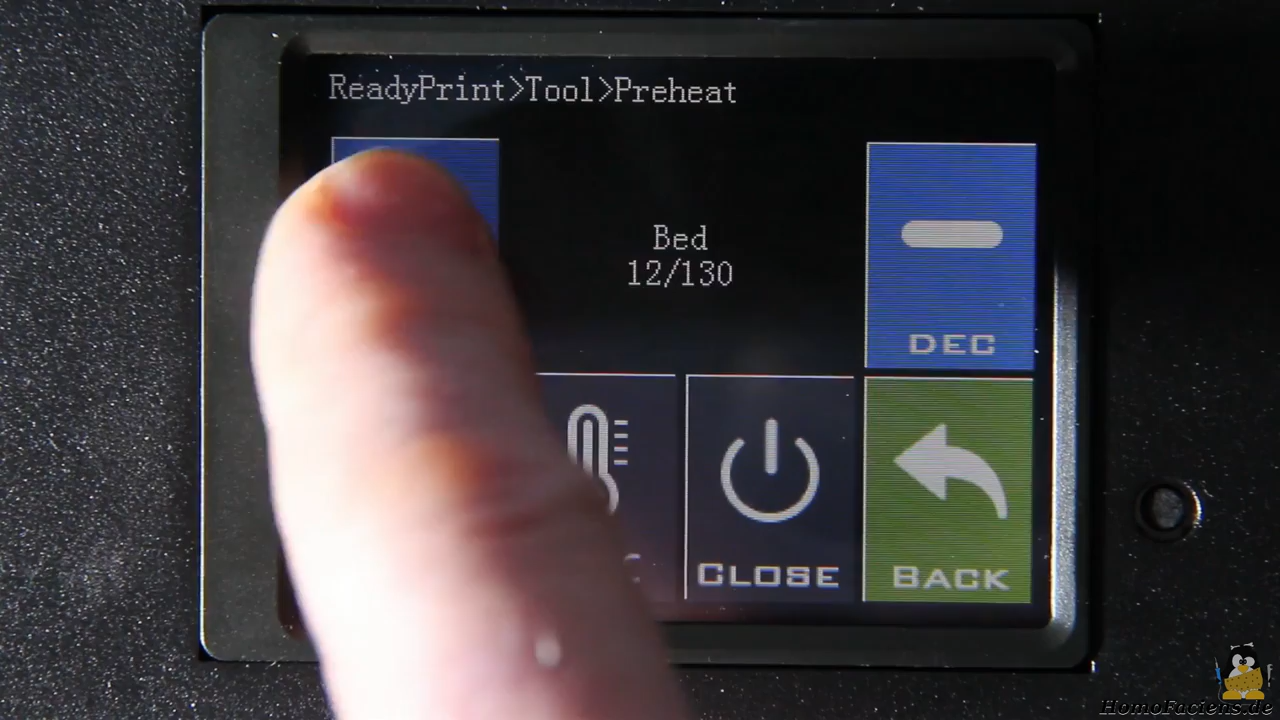 ReadyPrint>Tool>Preheat
Bed
12/130
DEC
CLOSE
BACK
HomoFaciens.de